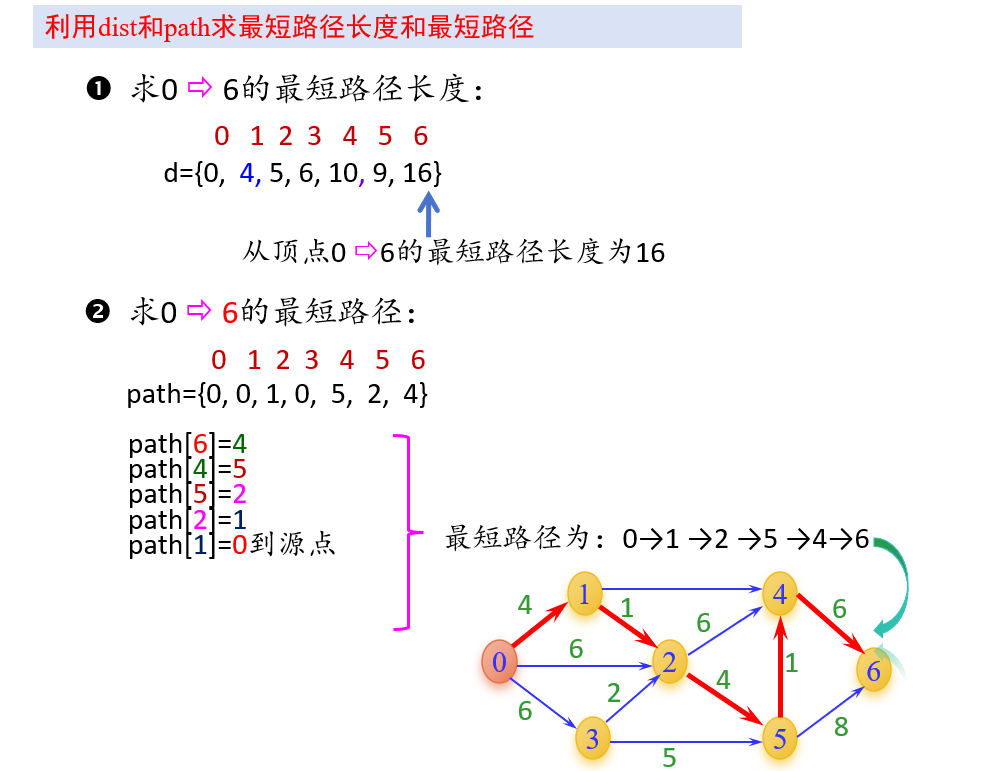 利用dist和path求最短路径长度和最短路径
❶ 求0 ⇨ 6的最短路径长度：
0 1 2 3 4 5 6
d={0, 4, 5, 6, 10, 9, 16}
从顶点0 ⇨6的最短路径长度为16
❷ 求0 ⇨ 6的最短路径：
0 1 2 3 4 5 6
path={0, 0, 1, 0, 5, 2, 4}
path[6]=4
path[4]=5
path[5]=2
path[2]=1
path[1]=0到源点
最短路径为：0→1 →2 →5 →4→6
1 4
4 1 6 6
0 6 2 6
2 4 1
6 8
3 5
5